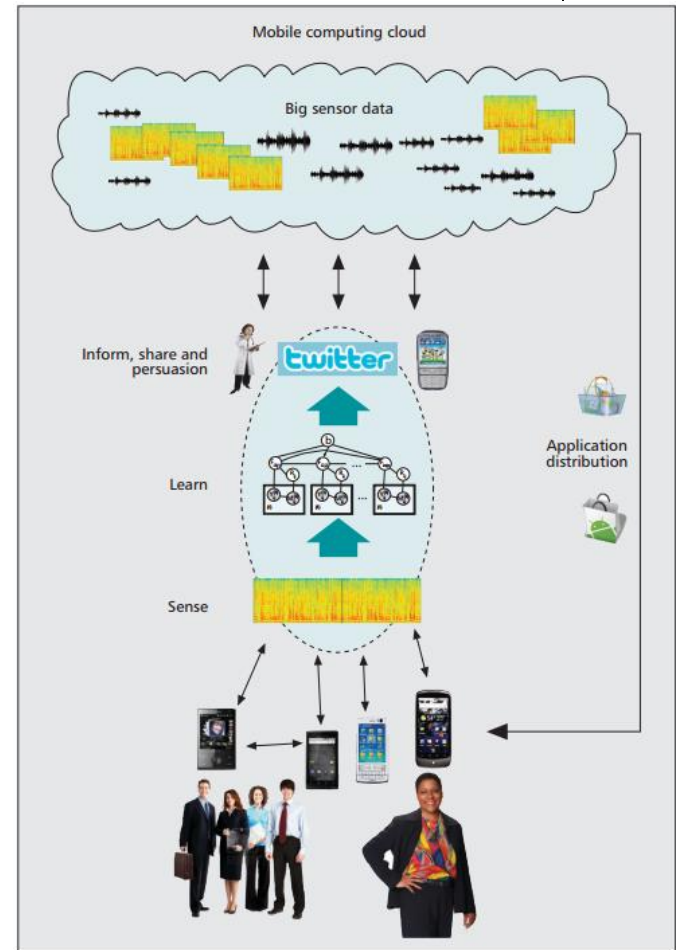 Mobile computing cloud
Big sensor data
Inform, share and
persuasion
twitter
Learn
b
...
...
Application
distribution
Sense